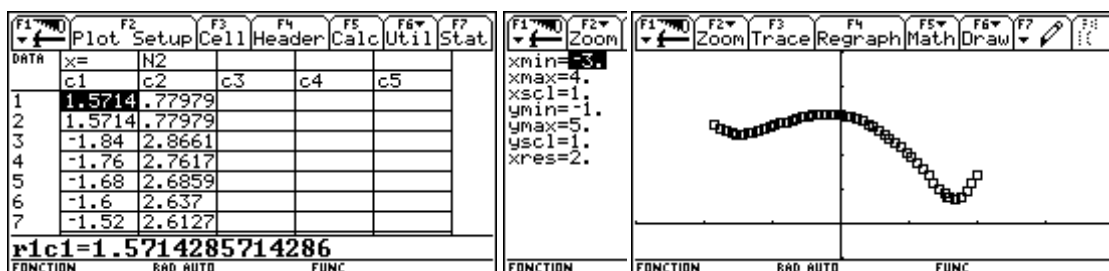 F1 F2 F3 F4 F5 F6 F7
Plot Setup Cell Header Calc Util Stat
DATA x= N2
c1 c2 c3 c4 c5
1 1.5714 .77979
2 1.5714 .77979
3 -1.84 2.8661
4 -1.76 2.7617
5 -1.68 2.6859
6 -1.6 2.637
7 -1.52 2.6127
r1c1=1.5714285714286
FUNCTION RAD AUTO FUNC
F1 F2
Zoom
xmin=-3.
xmax=4.
xscl=1.
ymin=-1.
ymax=5.
yscl=1.
xres=2.
FUNCTION
F1 F2 F3 F4 F5 F6 F7
Zoom Trace Regraph Math Draw
FUNCTION RAD AUTO FUNC